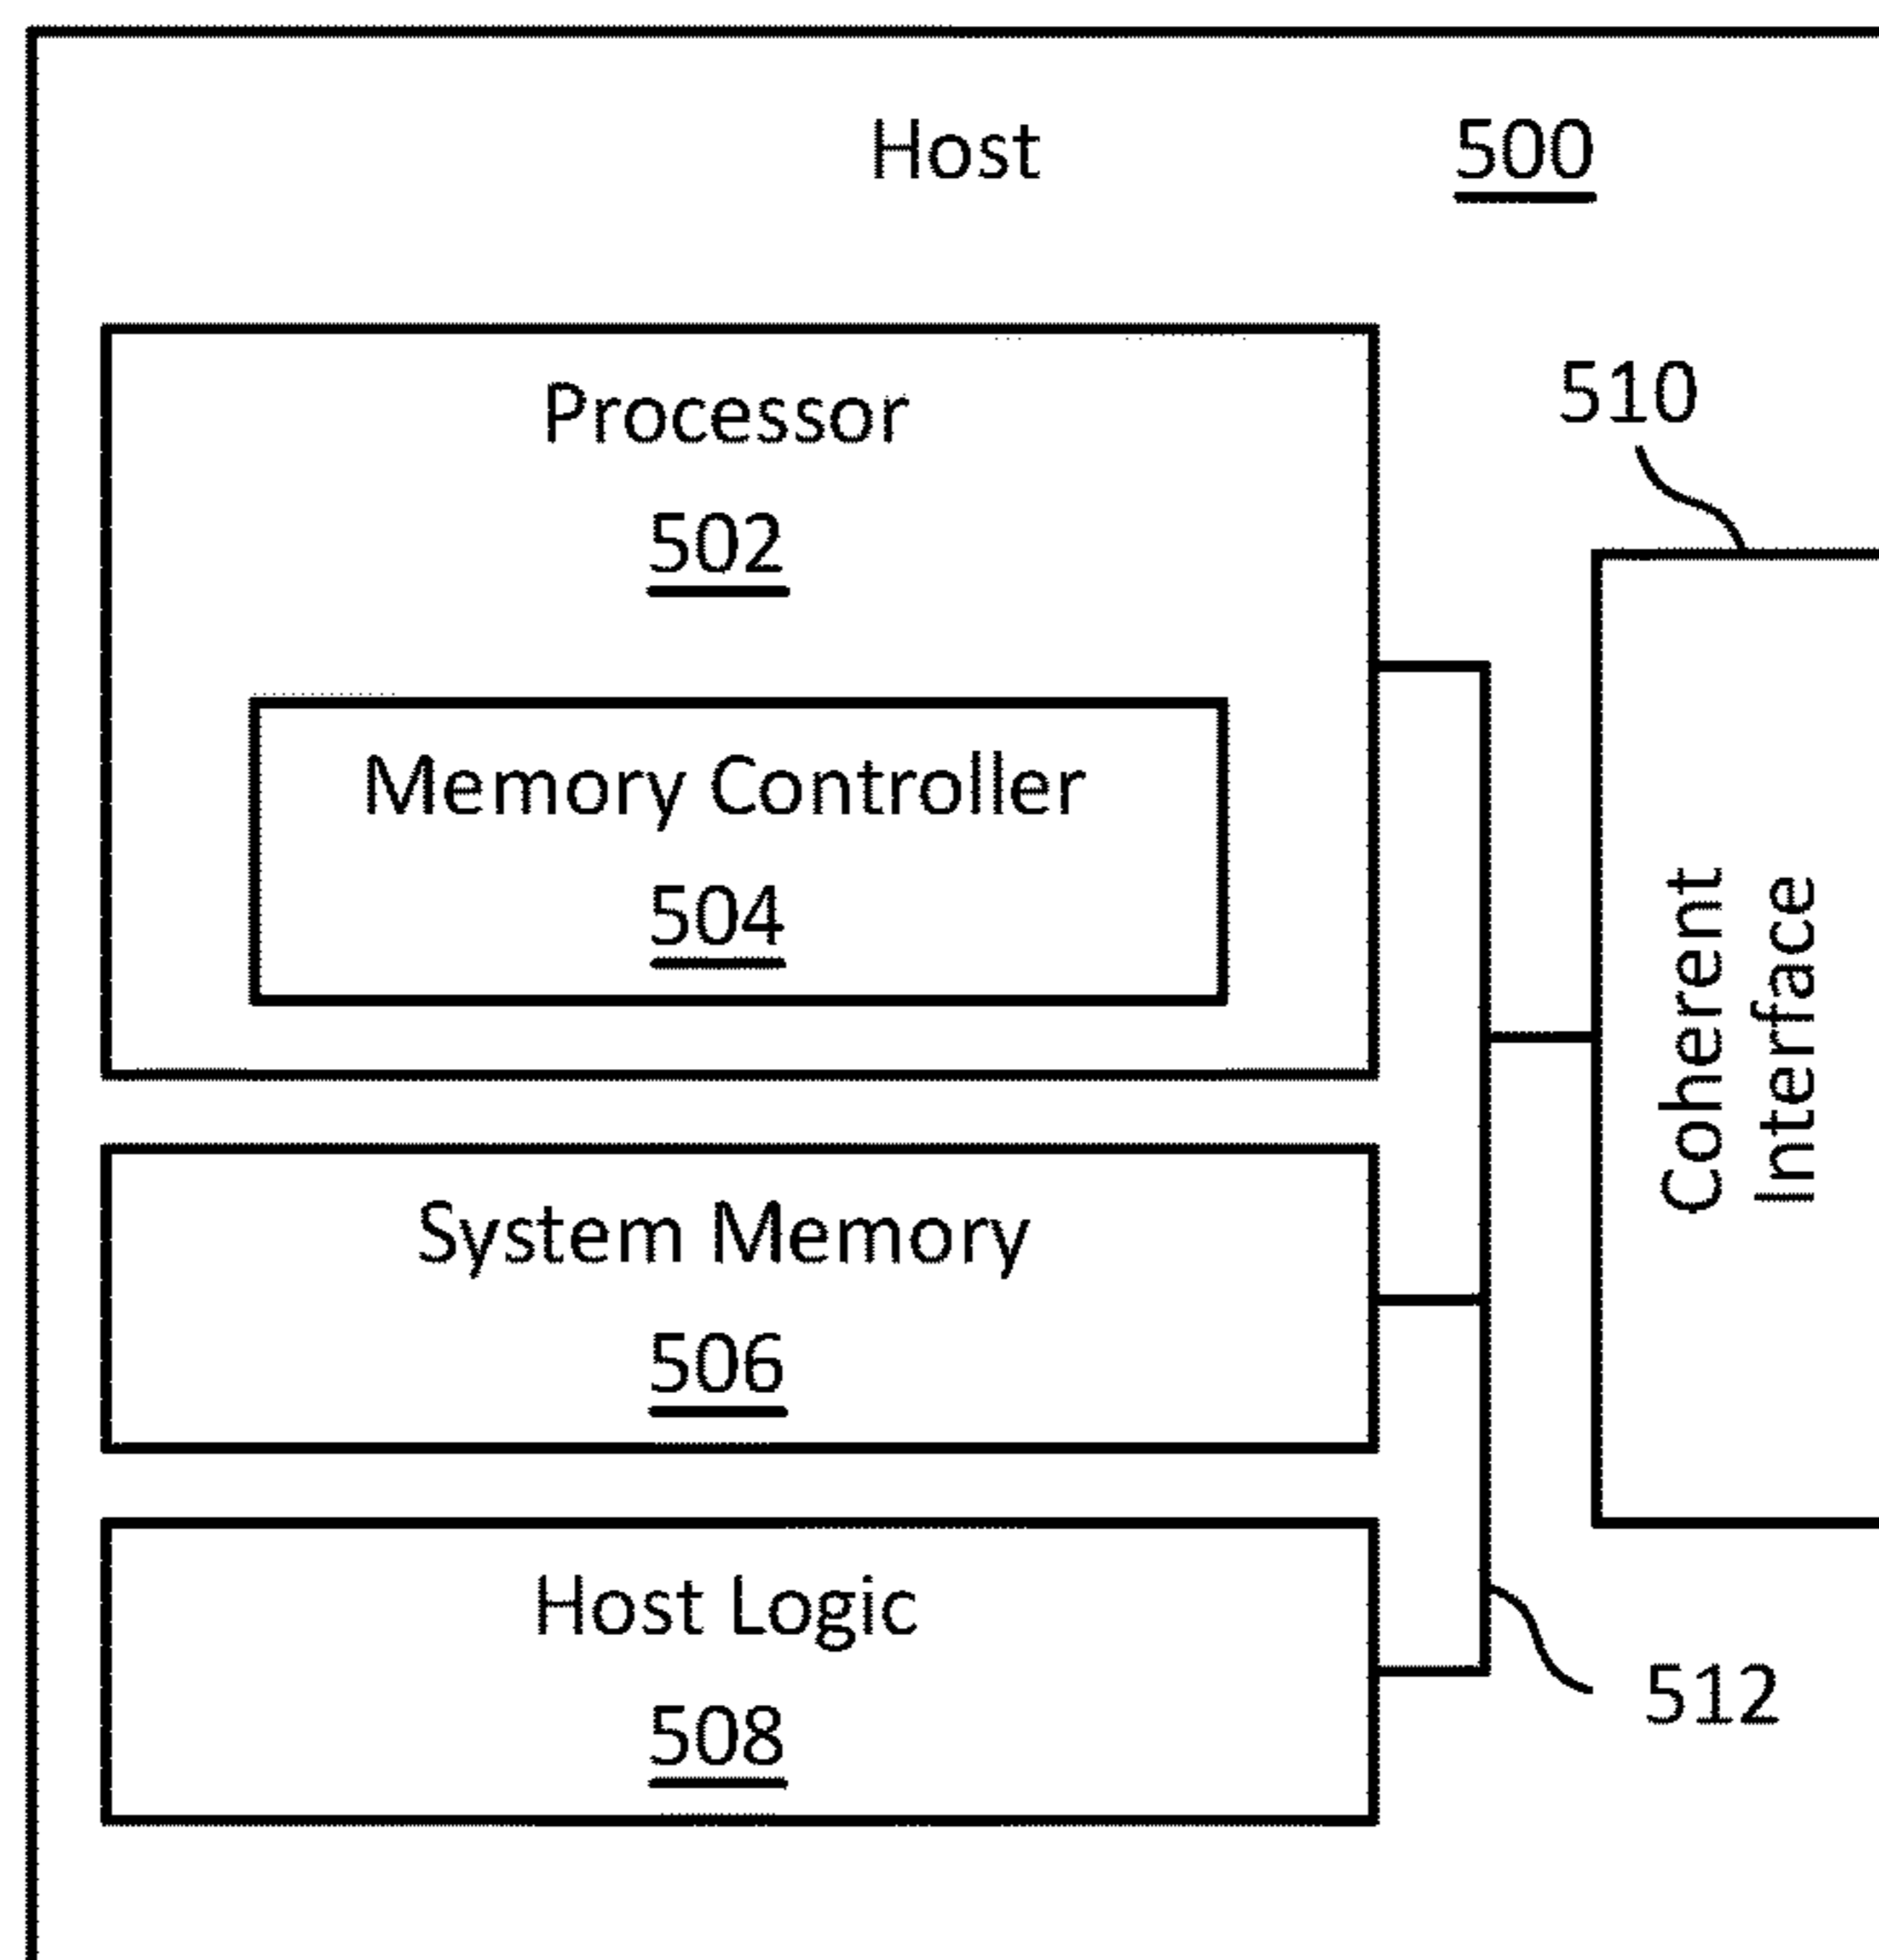 Host 500
Processor
502
510
Memory Controller
504
Coherent
Interface
System Memory
506
Host Logic
508
512